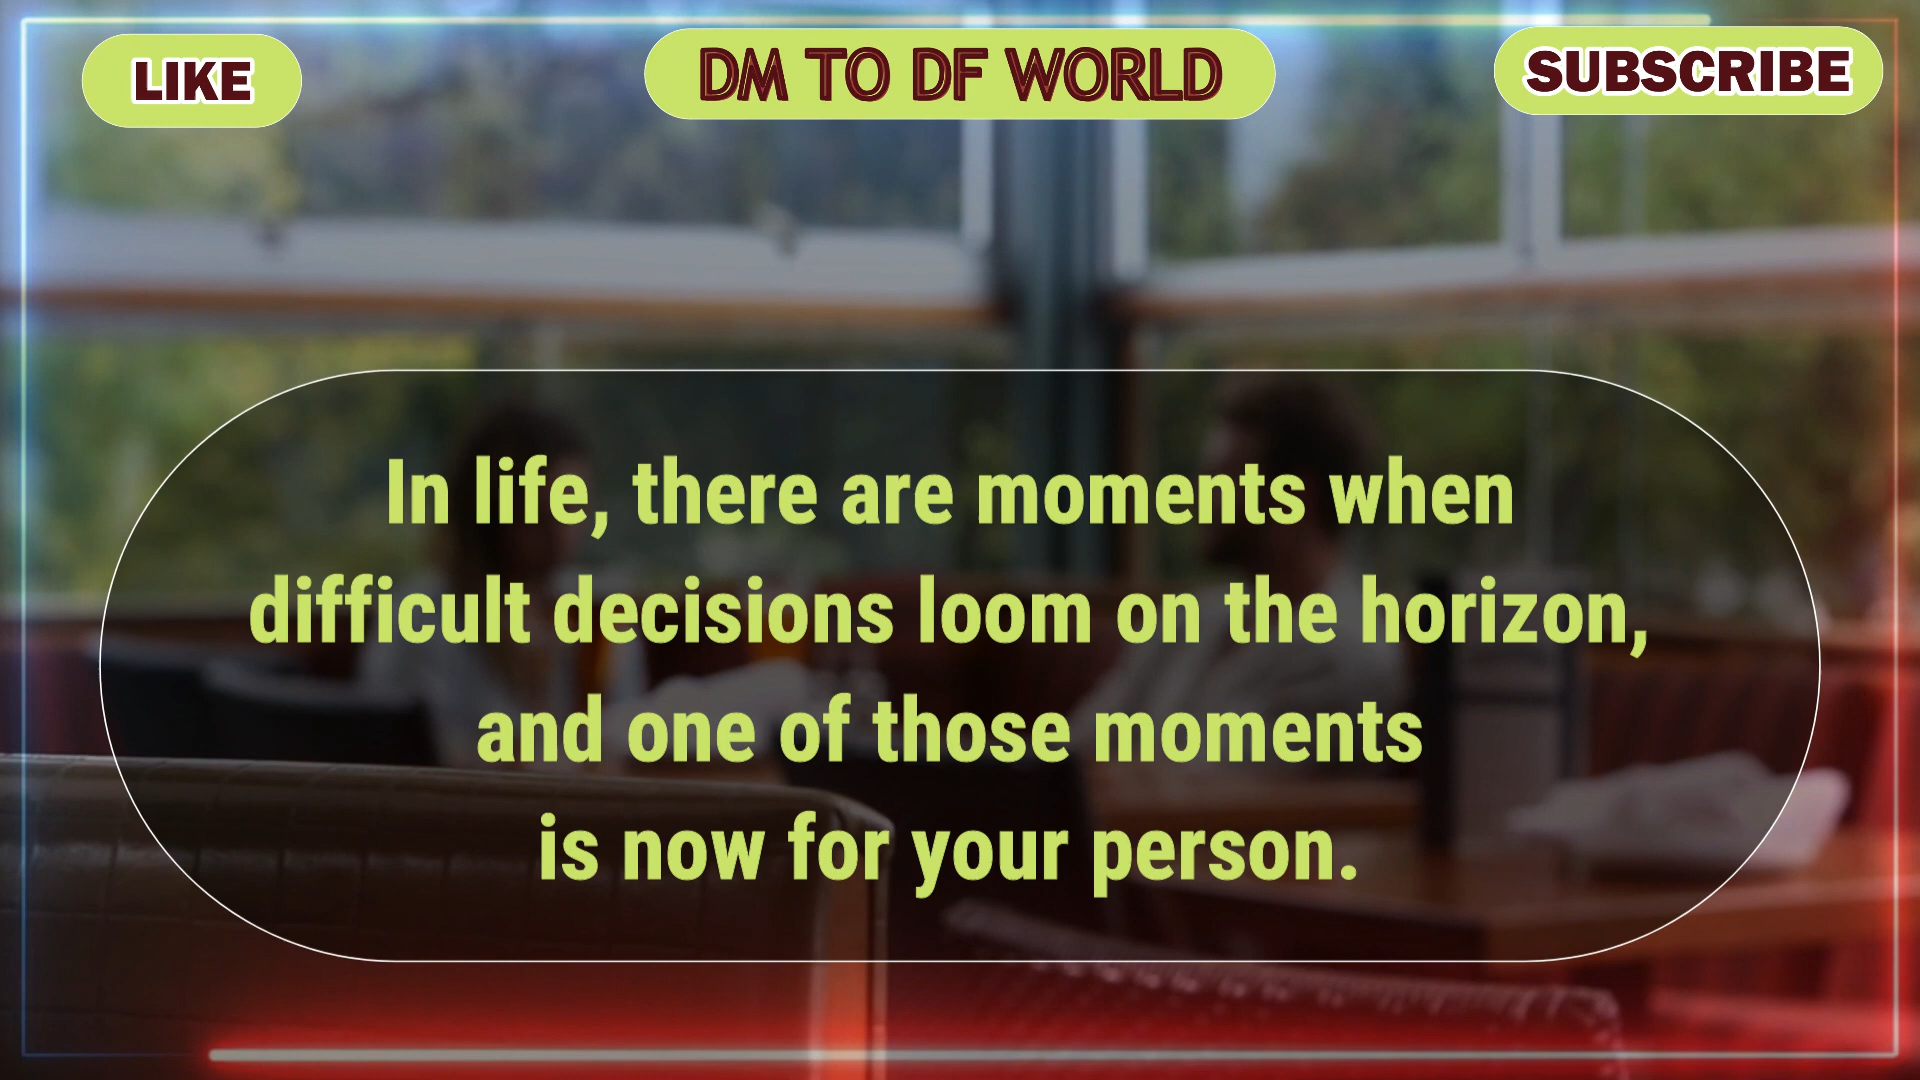 LIKE
DM TO DF WORLD
SUBSCRIBE
In life, there are moments when
difficult decisions loom on the horizon,
and one of those moments
is now for your person.